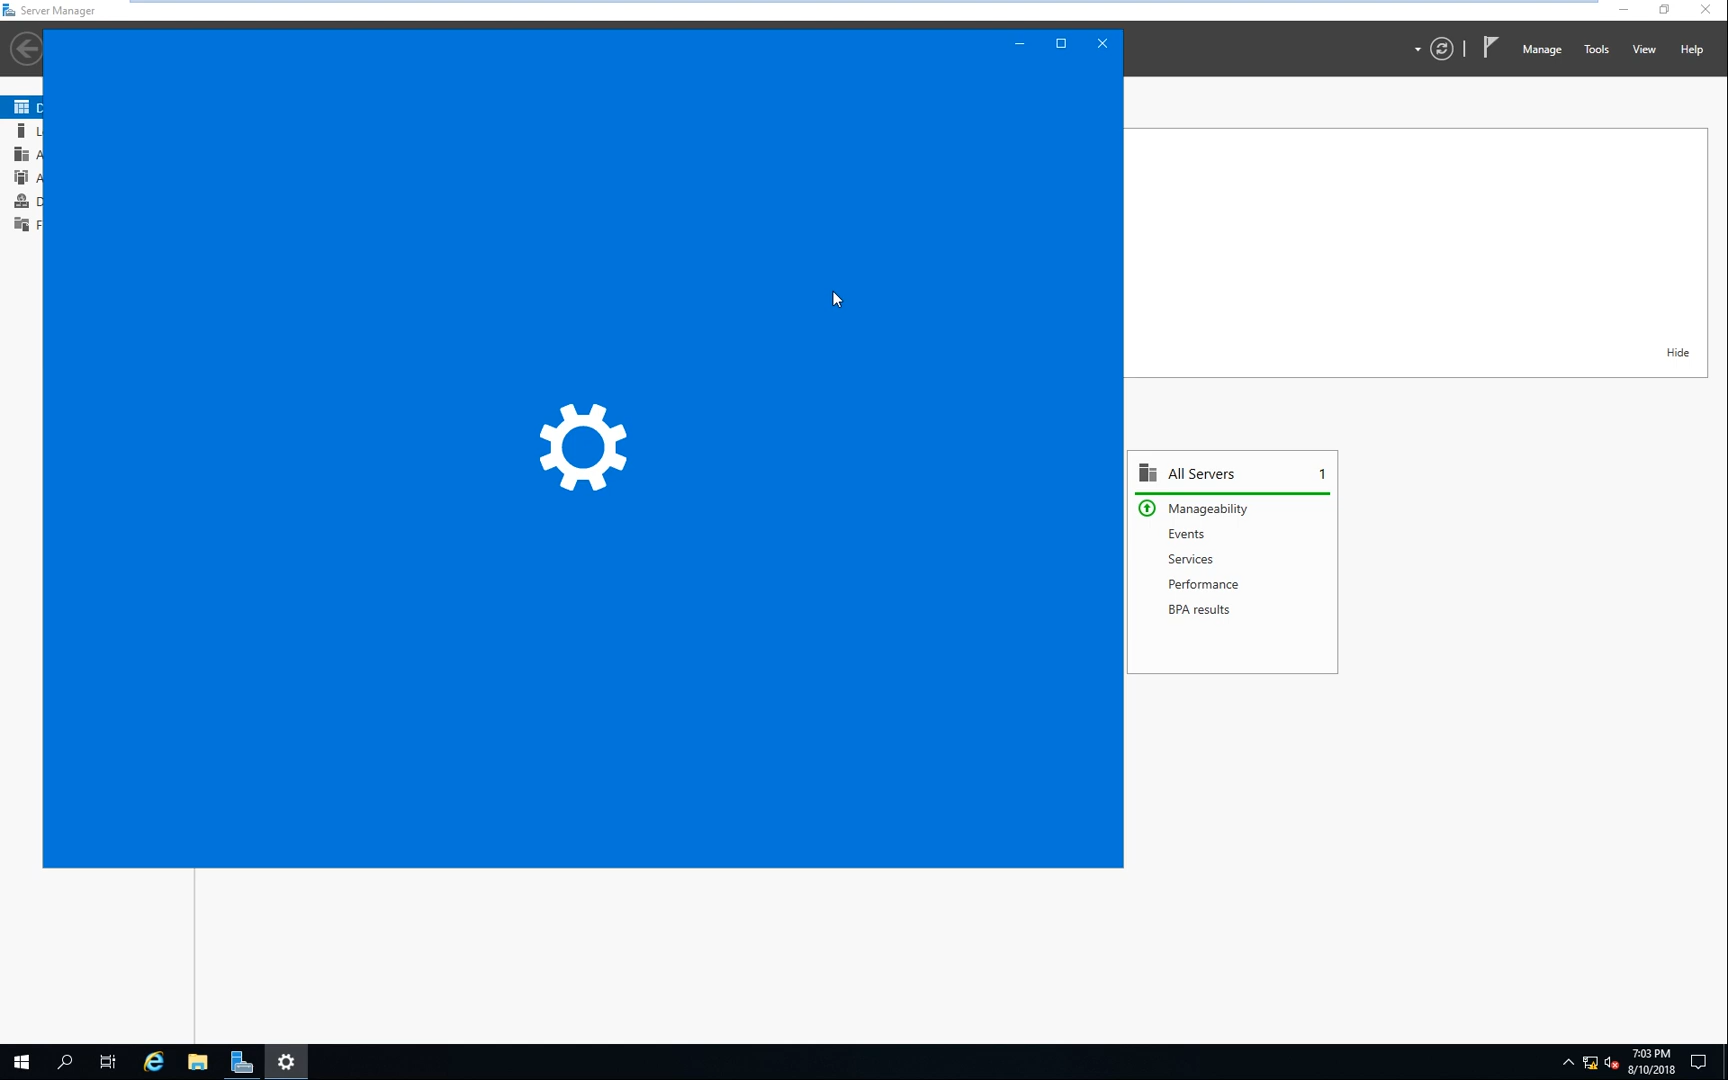 Server Manager
Manage
Tools
View
Help
D
L
A
A
D
F
Hide
All Servers 1
Manageability
Events
Services
Performance
BPA results
7:03 PM
8/10/2018